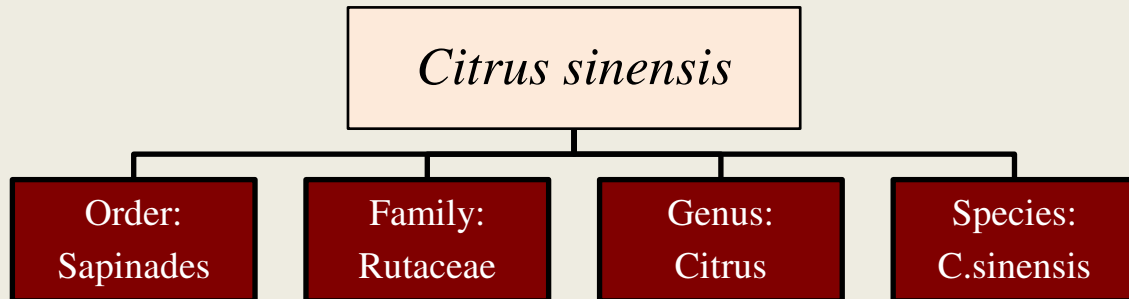 Citrus sinensis
Order:
Sapinades
Family:
Rutaceae
Genus:
Citrus
Species:
C.sinensis